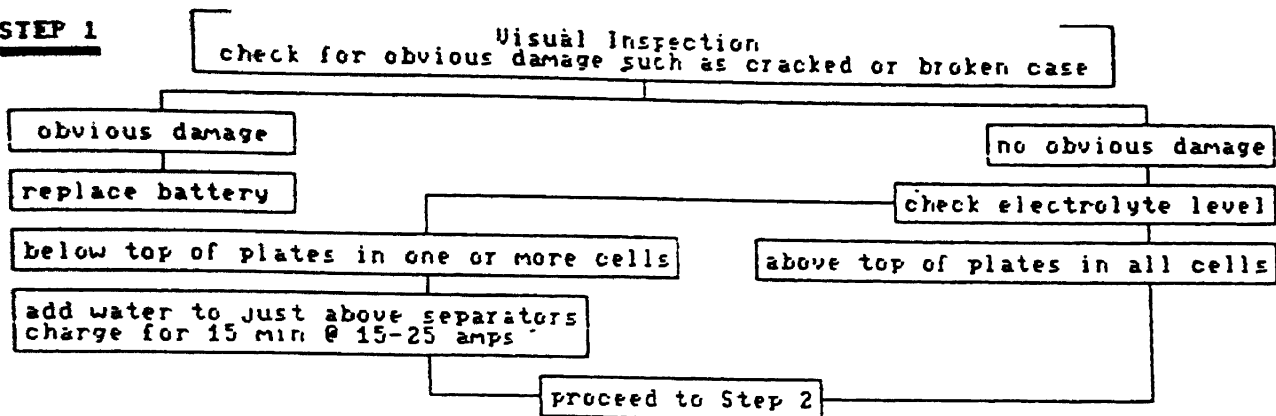 STEP 1
Visual Inspection
check for obvious damage such as cracked or broken case
obvious damage
no obvious damage
replace battery
check electrolyte level
below top of plates in one or more cells
above top of plates in all cells
add water to just above separators
charge for 15 min @ 15-25 amps
proceed to Step 2